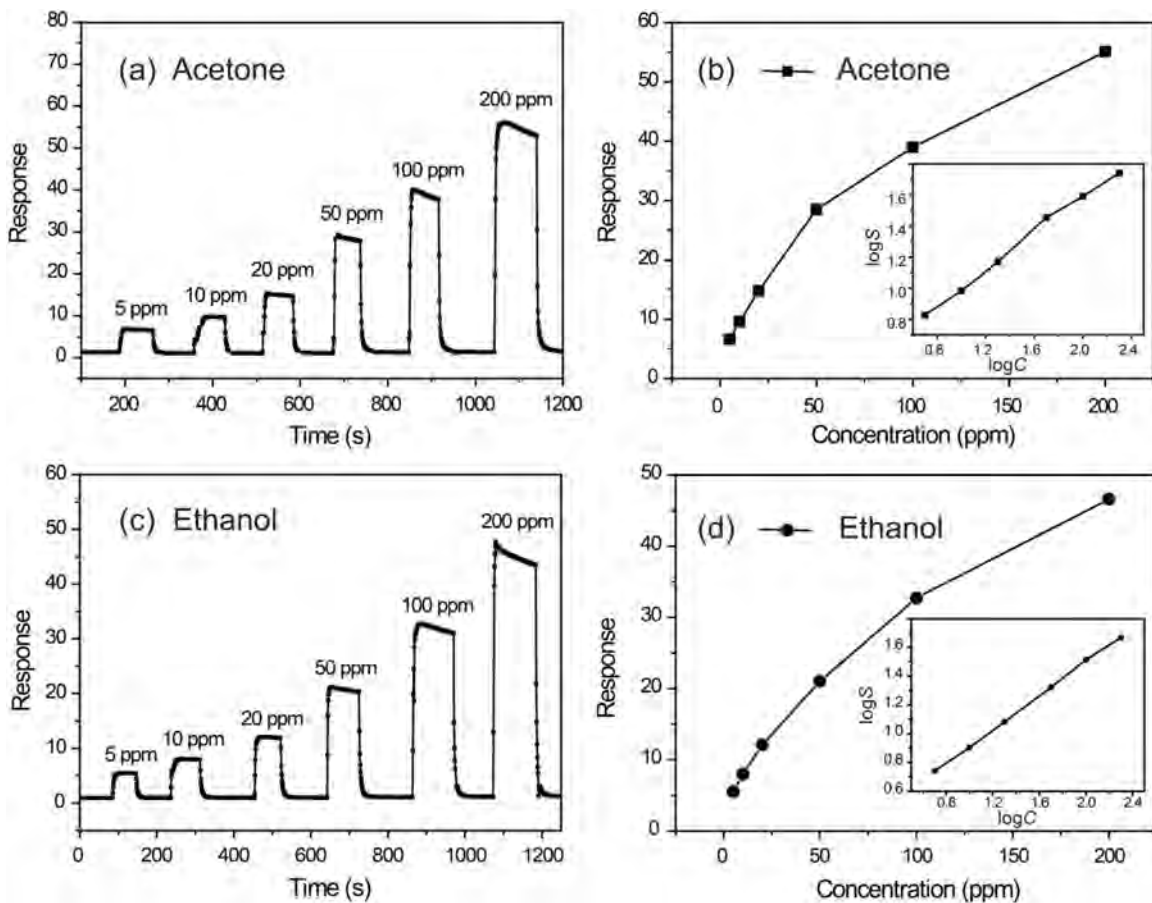 (a) Acetone
5 ppm
10 ppm
20 ppm
50 ppm
100 ppm
200 ppm
Response
80
70
60
50
40
30
20
10
0
200 400 600 800 1000 1200
Time (s)
(b) Acetone
Response
60
50
40
30
20
10
0
0 50 100 150 200
Concentration (ppm)
logS
1.6
1.4
1.2
1.0
0.8
0.8 1.2 1.6 2.0 2.4
logC
(c) Ethanol
5 ppm
10 ppm
20 ppm
50 ppm
100 ppm
200 ppm
Response
60
50
40
30
20
10
0
0 200 400 600 800 1000 1200
Time (s)
(d) Ethanol
Response
50
40
30
20
10
0
0 50 100 150 200
Concentration (ppm)
logS
1.6
1.4
1.2
1.0
0.8
0.6
0.8 1.2 1.6 2.0 2.4
logC